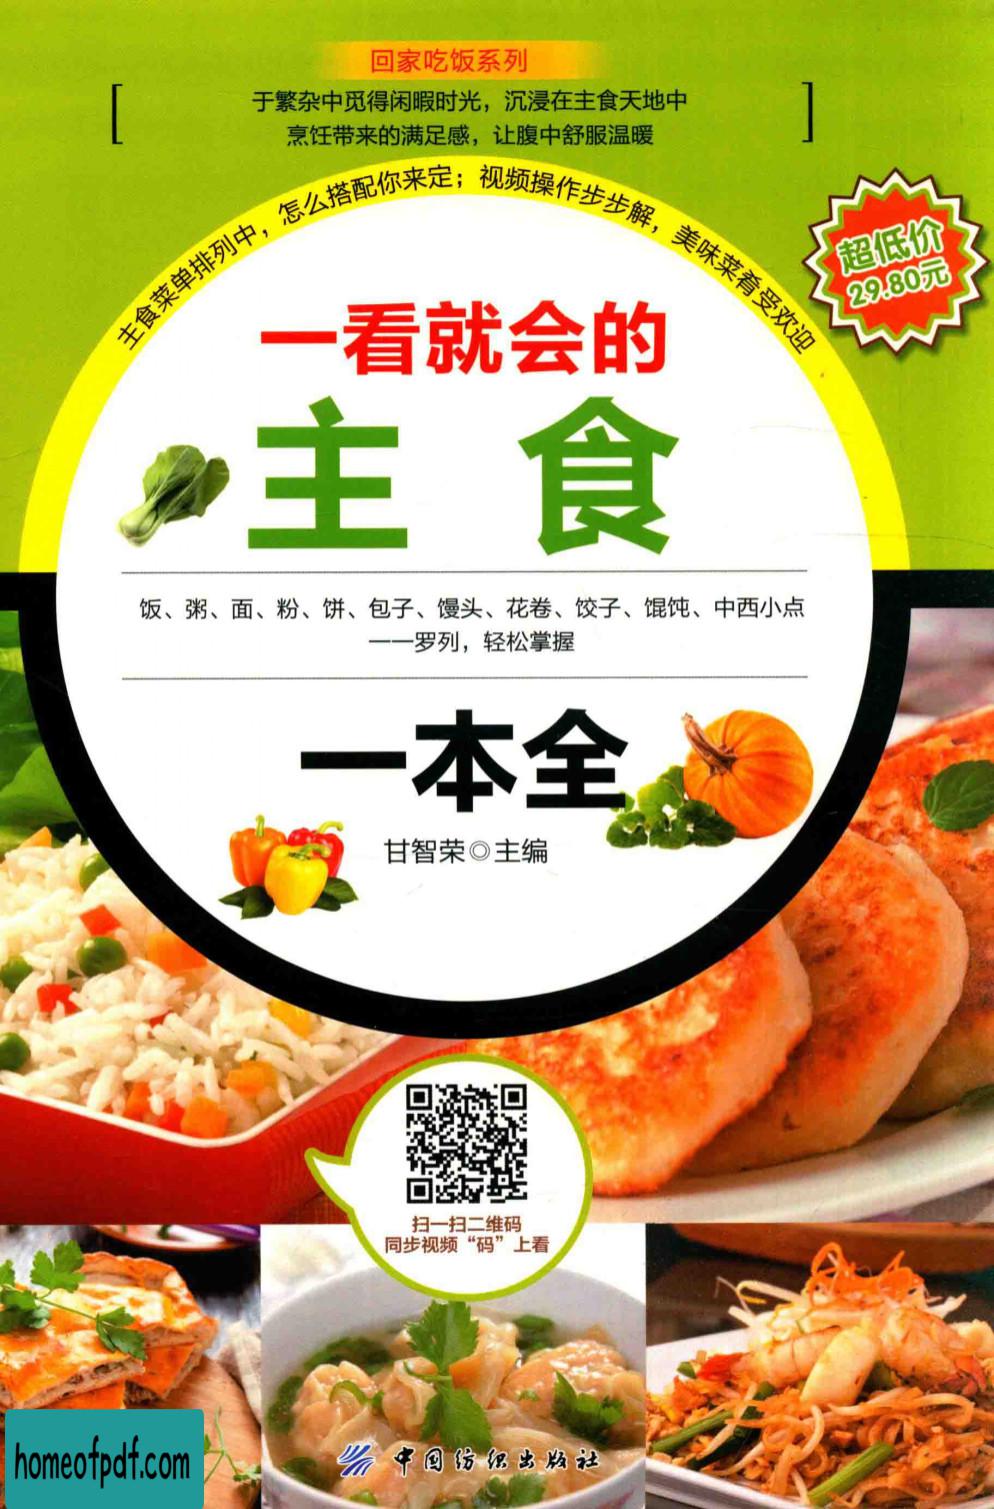 回家吃饭系列
于繁杂中觅得闲暇时光，沉浸在主食天地中
烹饪带来的满足感，让腹中舒服温暖
主食菜单排列中，怎么搭配你来定；视频操作步步解，美味菜肴受欢迎
超低价
29.80元
一看就会的
主食
饭、粥、面、粉、饼、包子、馒头、花卷、饺子、馄饨、中西小点
一一罗列，轻松掌握
一本全
甘智荣◎主编
扫一扫二维码
同步视频“码”上看
中国纺织出版社
homeofpdf.com